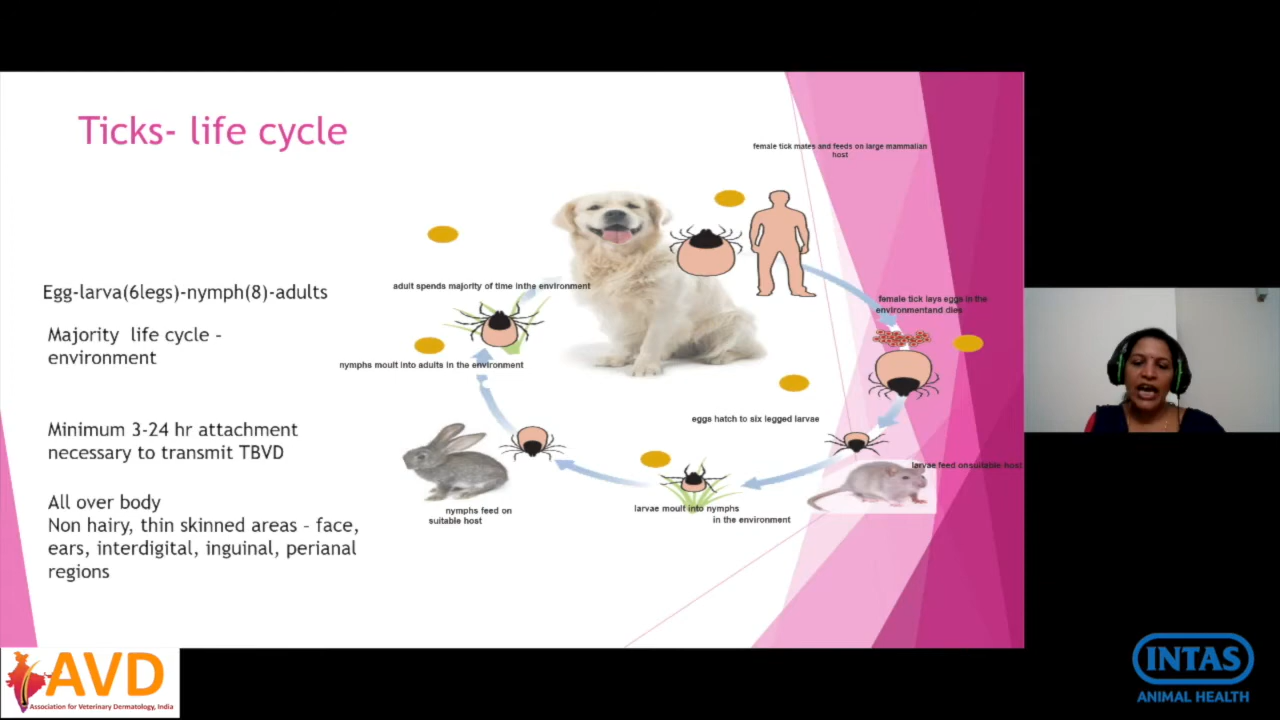 Ticks- life cycle
female tick mates and feeds on large mammalian
host
Egg-larva(6legs)-nymph(8)-adults
Majority life cycle -
environment
Minimum 3-24 hr attachment
necessary to transmit TBVD
All over body
Non hairy, thin skinned areas – face,
ears, interdigital, inguinal, perianal
regions
adult spends majority of time inthe environment
female tick lays eggs in the
environmentand dies
nymphs moult into adults in the environment
eggs hatch to six legged larvae
larvae feed onsuitable host
nymphs feed on
suitable host
larvae moult into nymphs
in the environment
AVD
Association for Veterinary Dermatology, India
INTAS
ANIMAL HEALTH